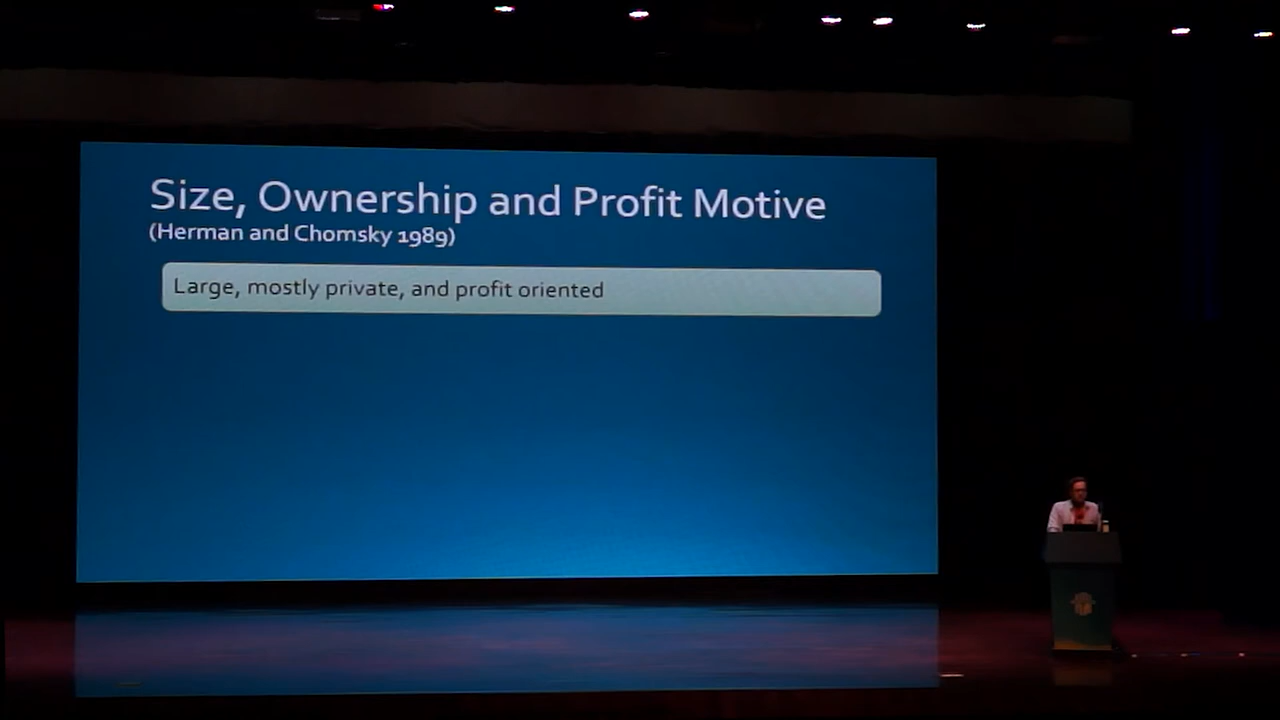 Size, Ownership and Profit Motive
(Herman and Chomsky 1989)
Large, mostly private, and profit oriented